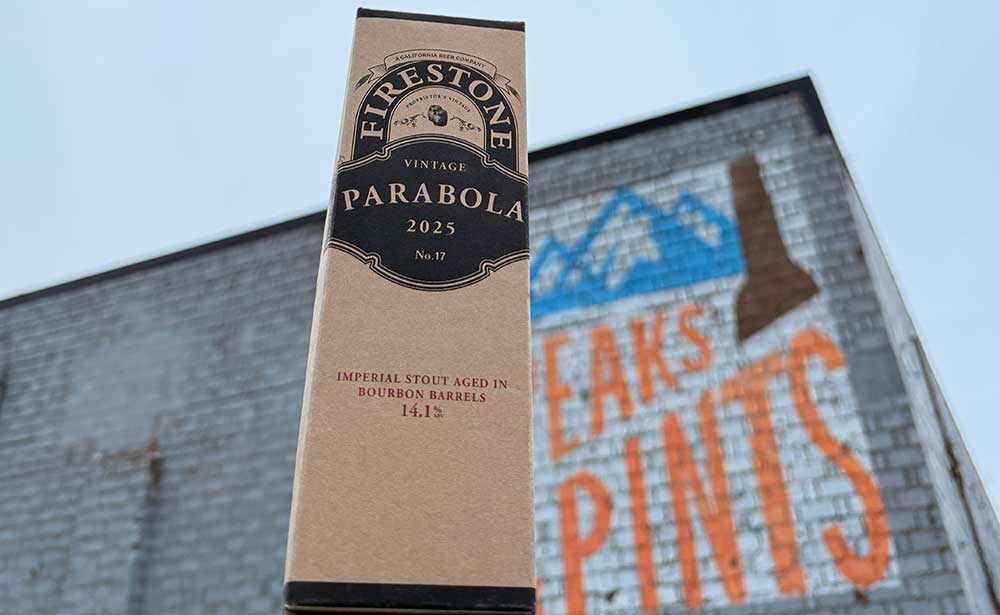 A CALIFORNIA BEER COMPANY
FIRESTONE
PROPRIETOR'S VINTAGE
VINTAGE
PARABOLA
2025
No.17
IMPERIAL STOUT AGED IN
BOURBON BARRELS
14.1% ABV
EAKS
PINTS